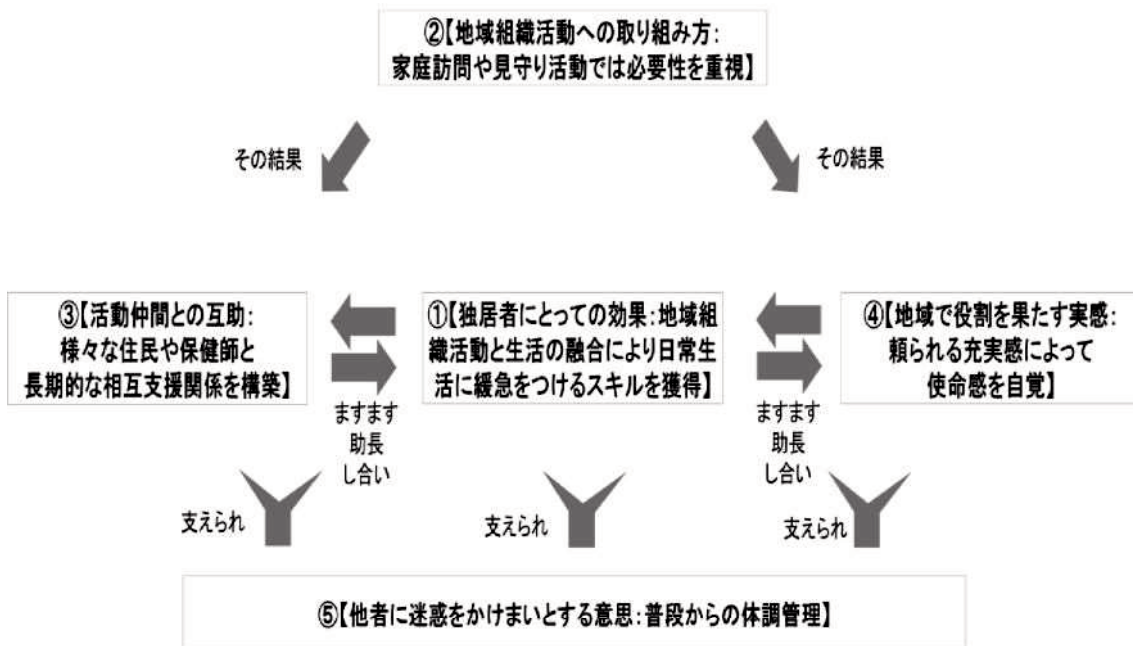 ②【地域組織活動への取り組み方:
家庭訪問や見守り活動では必要性を重視】
その結果
その結果
③【活動仲間との互助:
様々な住民や保健師と
長期的な相互支援関係を構築】
①【独居者にとっての効果:地域組
織活動と生活の融合により日常生
活に緩急をつけるスキルを獲得】
④【地域で役割を果たす実感:
頼られる充実感によって
使命感を自覚】
ますます
助長
し合い
ますます
助長
し合い
支えられ
支えられ
支えられ
⑤【他者に迷惑をかけまいとする意思:普段からの体調管理】